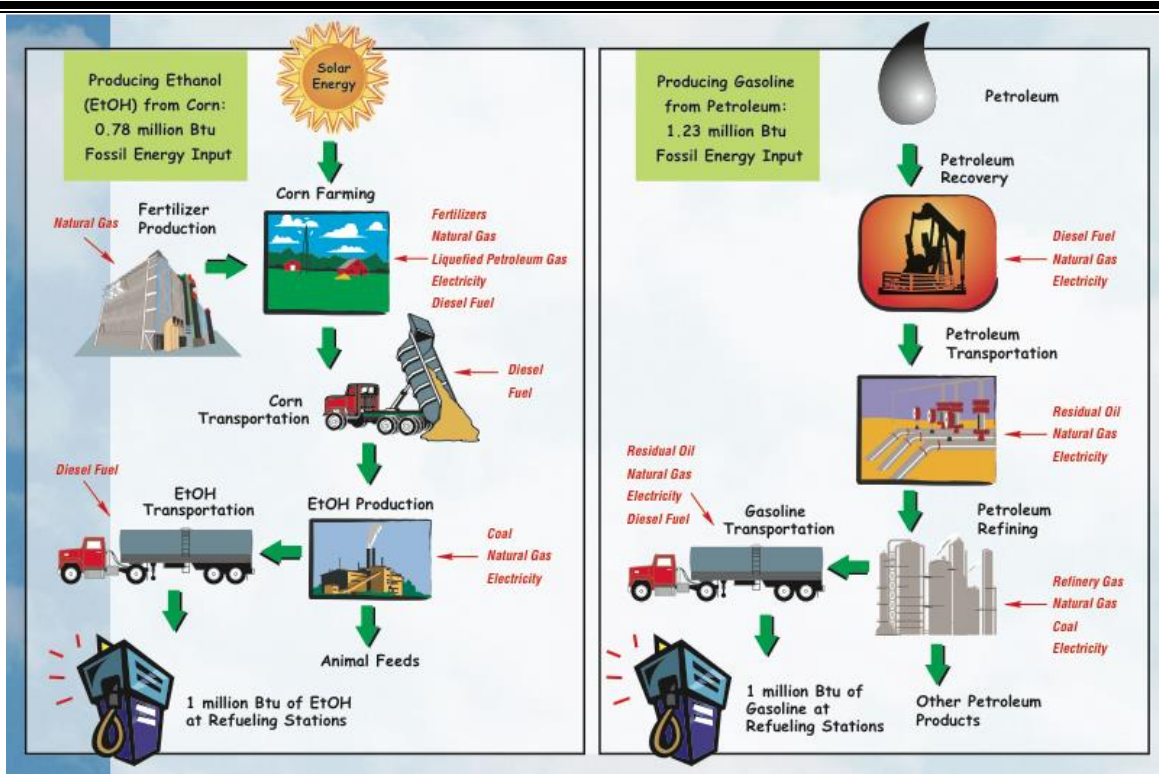 Producing Ethanol
(EtOH) from Corn:
0.78 million Btu
Fossil Energy Input
Solar
Energy
Corn Farming
Fertilizer
Production
Natural Gas
Fertilizers
Natural Gas
Liquefied Petroleum Gas
Electricity
Diesel Fuel
Corn
Transportation
Diesel
Fuel
EtOH Production
Coal
Natural Gas
Electricity
Diesel Fuel
EtOH
Transportation
Animal Feeds
1 million Btu of EtOH
at Refueling Stations
Producing Gasoline
from Petroleum:
1.23 million Btu
Fossil Energy Input
Petroleum
Petroleum
Recovery
Diesel Fuel
Natural Gas
Electricity
Petroleum
Transportation
Residual Oil
Natural Gas
Electricity
Petroleum
Refining
Refinery Gas
Natural Gas
Coal
Electricity
Residual Oil
Natural Gas
Electricity
Diesel Fuel
Gasoline
Transportation
1 million Btu of
Gasoline at
Refueling Stations
Other Petroleum
Products